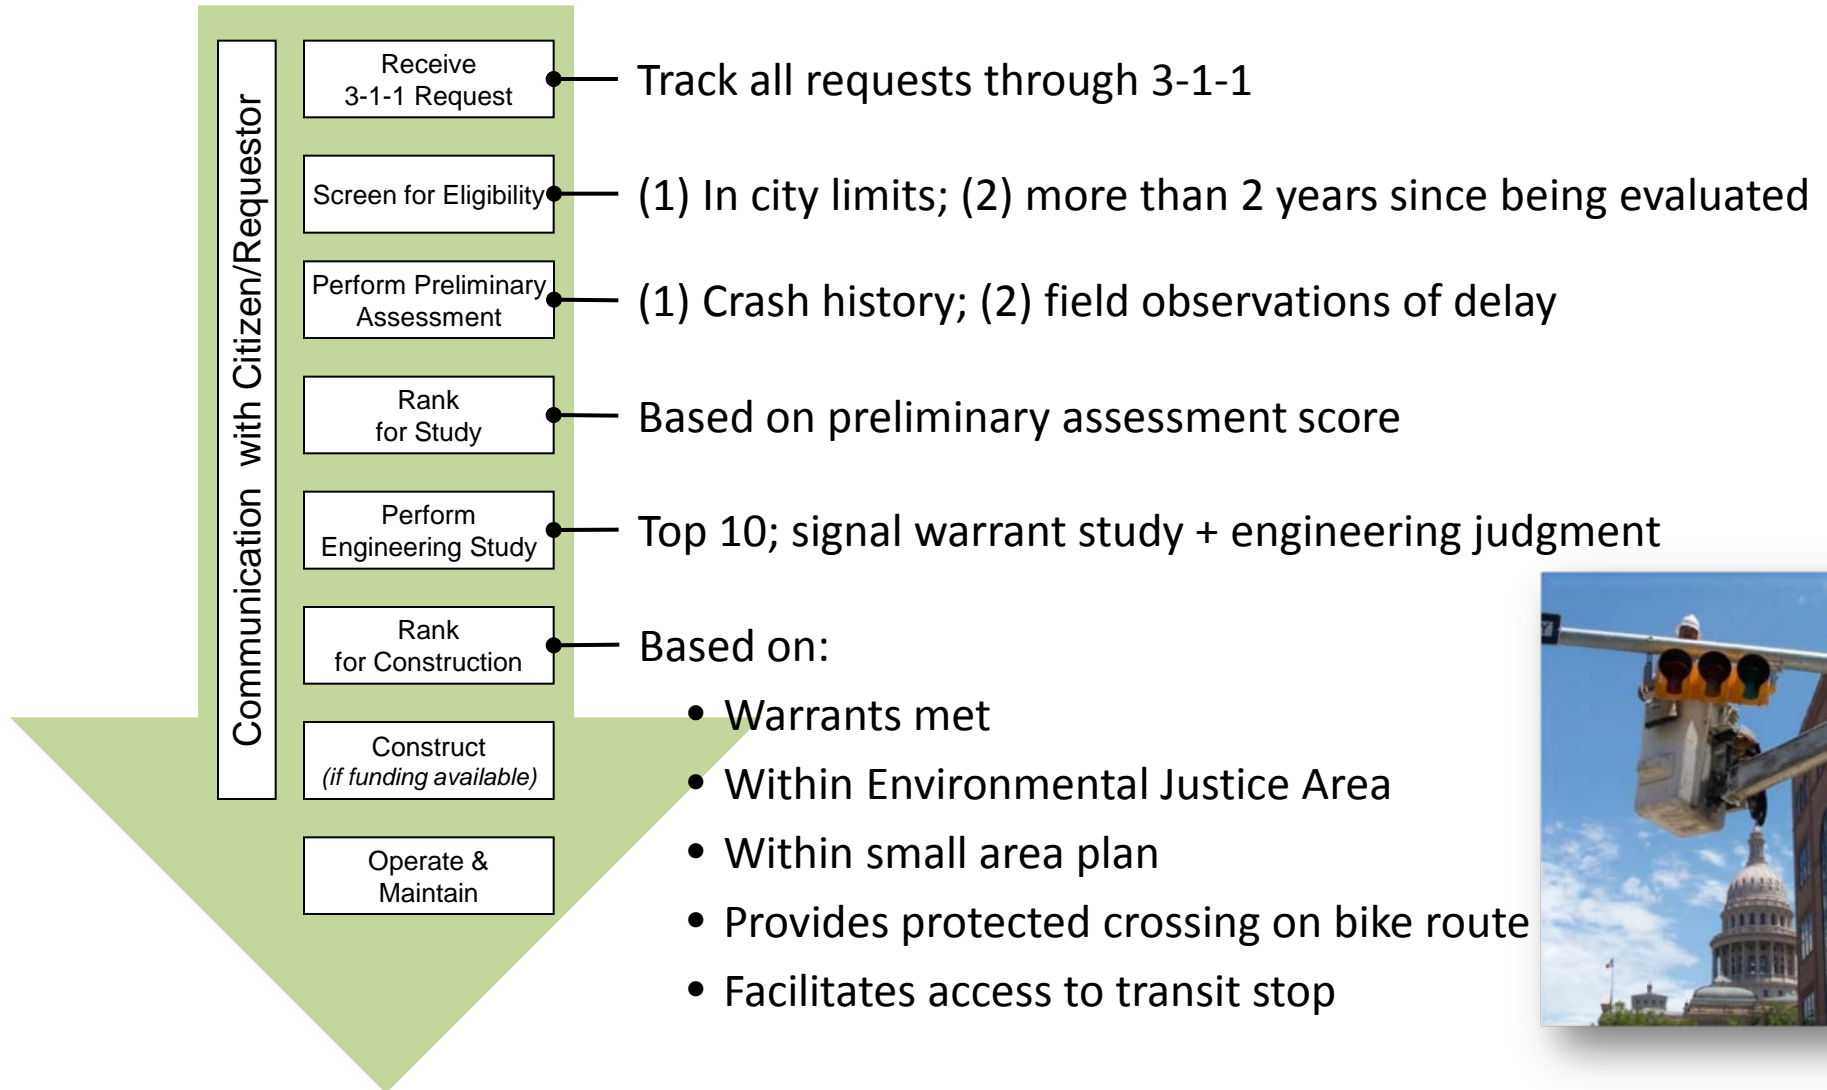 Communication with Citizen/Requestor
Receive
3-1-1 Request
Track all requests through 3-1-1
Screen for Eligibility
(1) In city limits; (2) more than 2 years since being evaluated
Perform Preliminary
Assessment
(1) Crash history; (2) field observations of delay
Rank
for Study
Based on preliminary assessment score
Perform
Engineering Study
Top 10; signal warrant study + engineering judgment
Rank
for Construction
Based on:
• Warrants met
• Within Environmental Justice Area
• Within small area plan
• Provides protected crossing on bike route
• Facilitates access to transit stop
Construct
(if funding available)
Operate &
Maintain